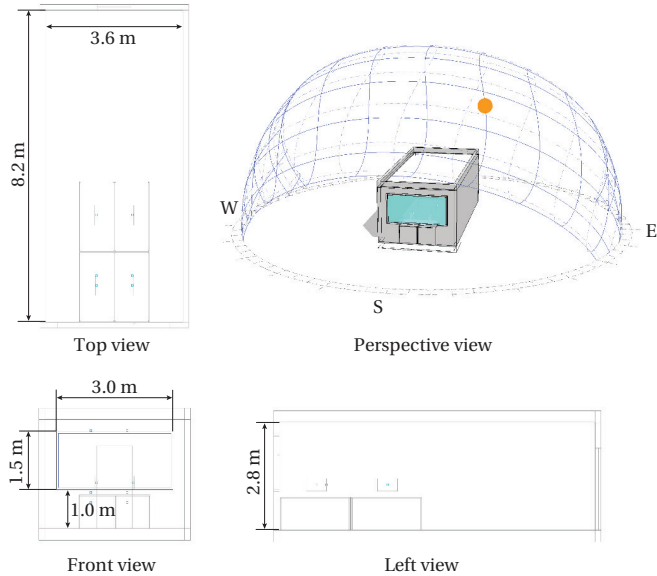 3.6 m
8.2 m
Top view
W
E
S
Perspective view
3.0 m
1.5 m
1.0 m
Front view
2.8 m
Left view